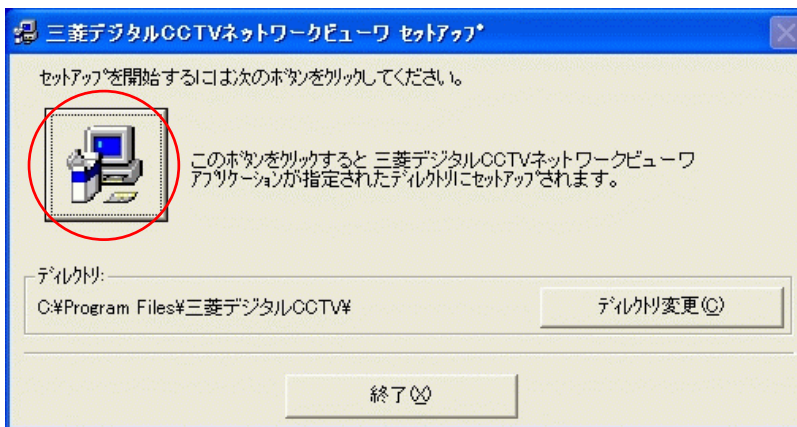 三菱デジタルCCTVネットワークビューワ セットアップ
セットアップを開始するには次のボタンをクリックしてください。
このボタンをクリックすると 三菱デジタルCCTVネットワークビューワ
アプリケーションが指定されたディレクトリにセットアップされます。
ディレクトリ:
C:¥Program Files¥三菱デジタルCCTV¥
ディレクトリ変更(C)
終了(X)